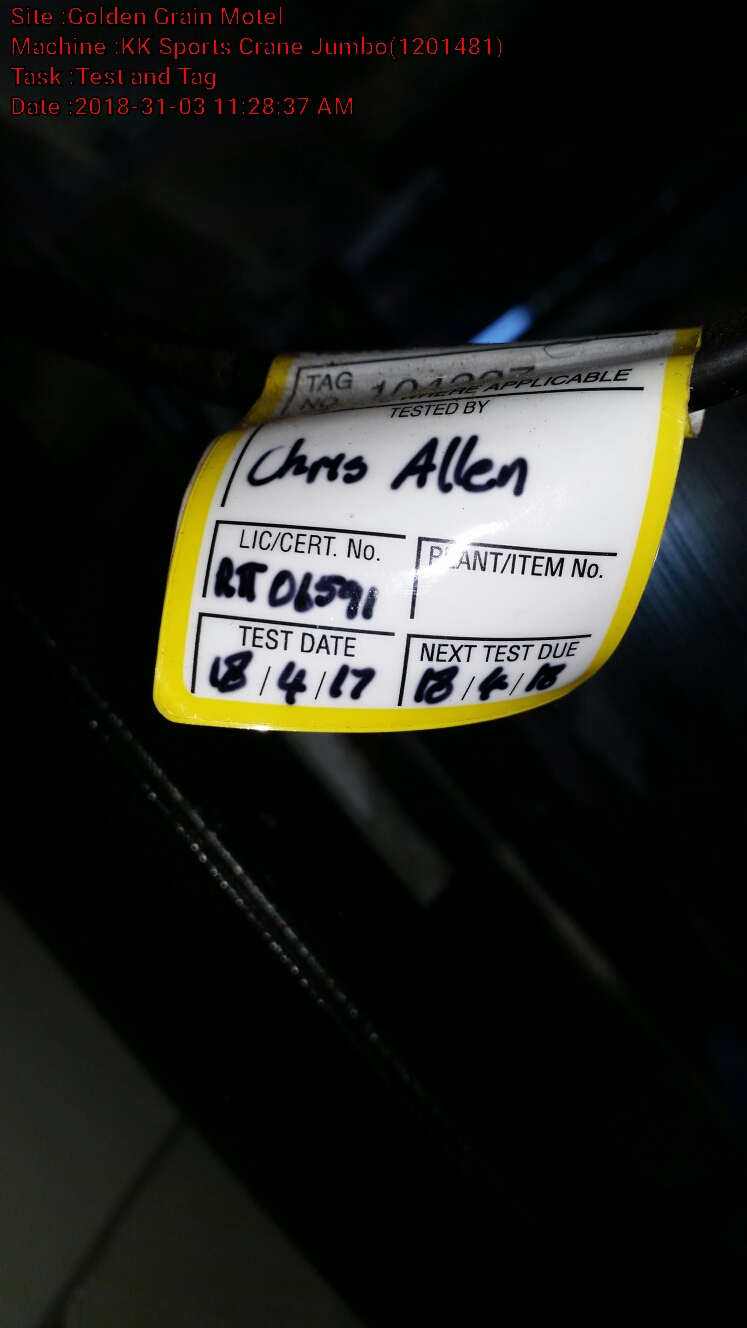 Site :Golden Grain Motel
Machine :KK Sports Crane Jumbo(1201481)
Task :Test and Tag
Date :2018-31-03 11:28:37 AM
TAG
NO.
WHERE APPLICABLE
TESTED BY
Chris Allen
LIC/CERT. No.
PLANT/ITEM No.
TEST DATE
NEXT TEST DUE
18/4/17
18/4/18